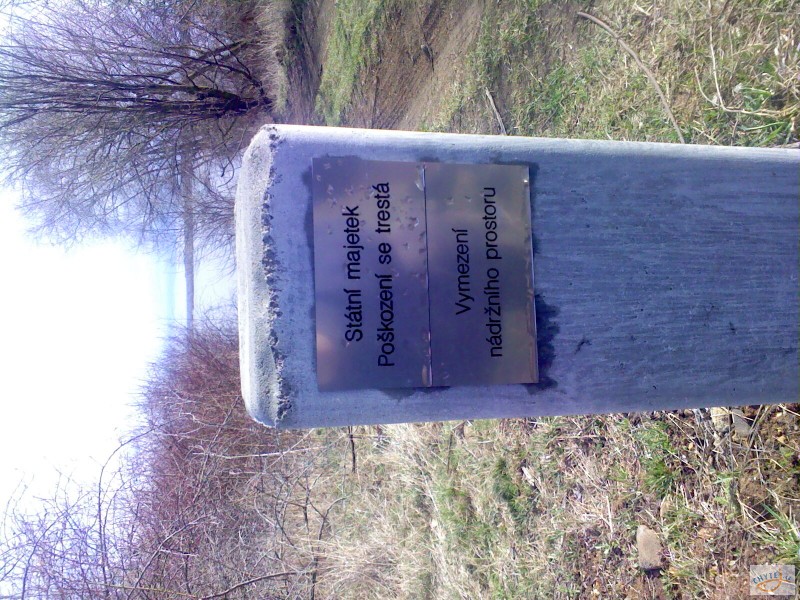 Státní majetek
Poškození se trestá
Vymezení
nádržního prostoru